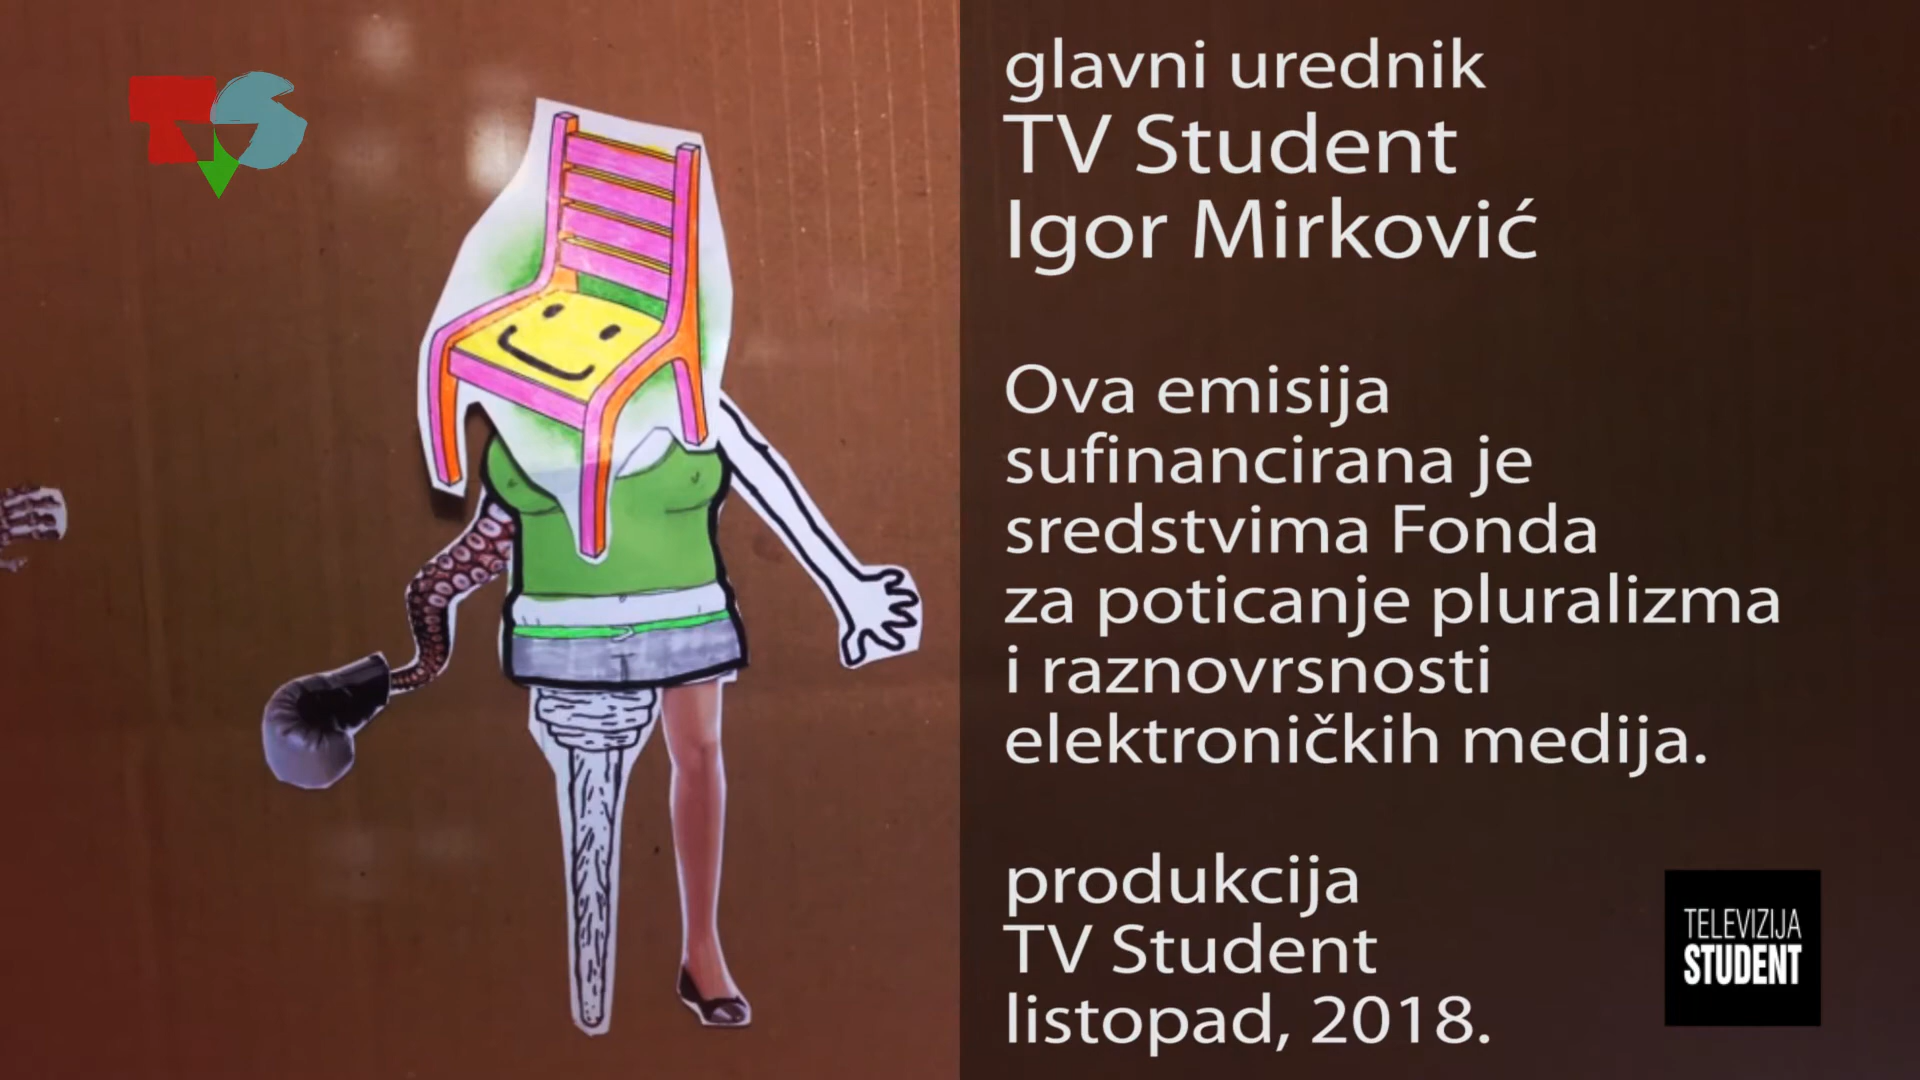 TVS
glavni urednik
TV Student
Igor Mirković
Ova emisija
sufinancirana je
sredstvima Fonda
za poticanje pluralizma
i raznovrsnosti
elektroničkih medija.
produkcija
TV Student
listopad, 2018.
TELEVIZIJA
STUDENT